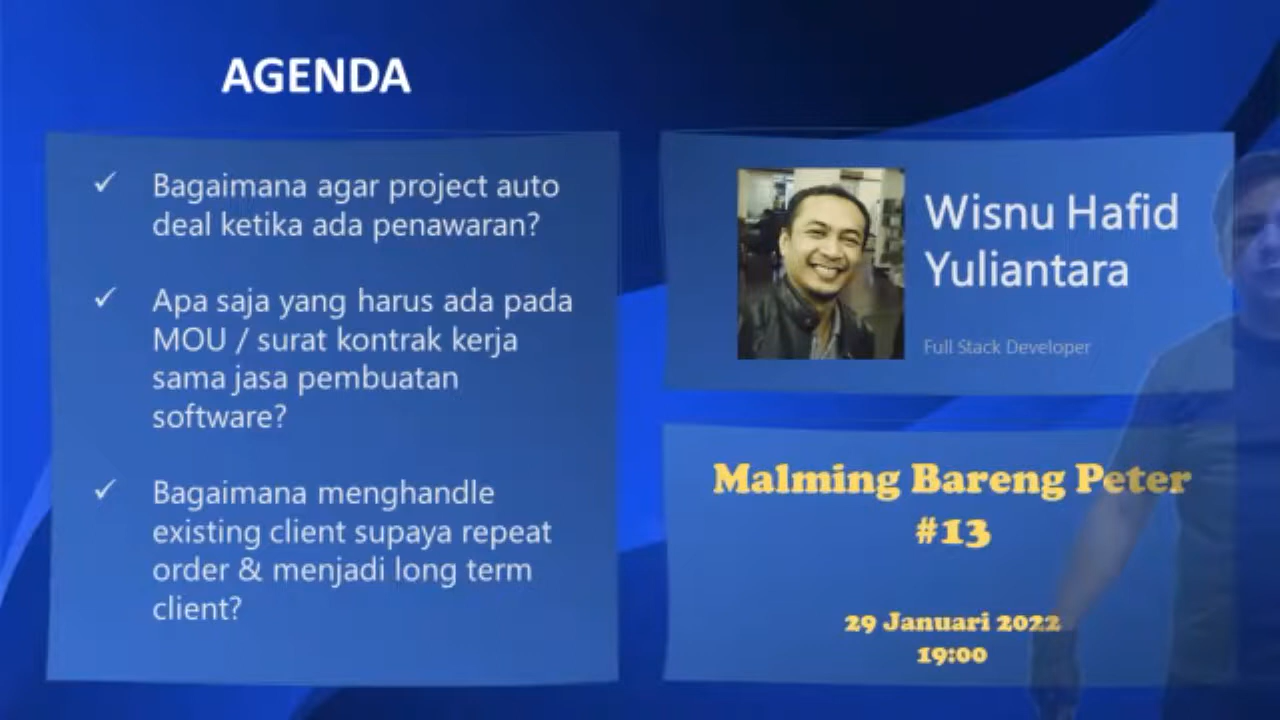 AGENDA
✓ Bagaimana agar project auto
deal ketika ada penawaran?
✓ Apa saja yang harus ada pada
MOU / surat kontrak kerja
sama jasa pembuatan
software?
✓ Bagaimana menghandle
existing client supaya repeat
order & menjadi long term
client?
Wisnu Hafid
Yuliantara
Full Stack Developer
Malming Bareng Peter
#13
29 Januari 2022
19:00